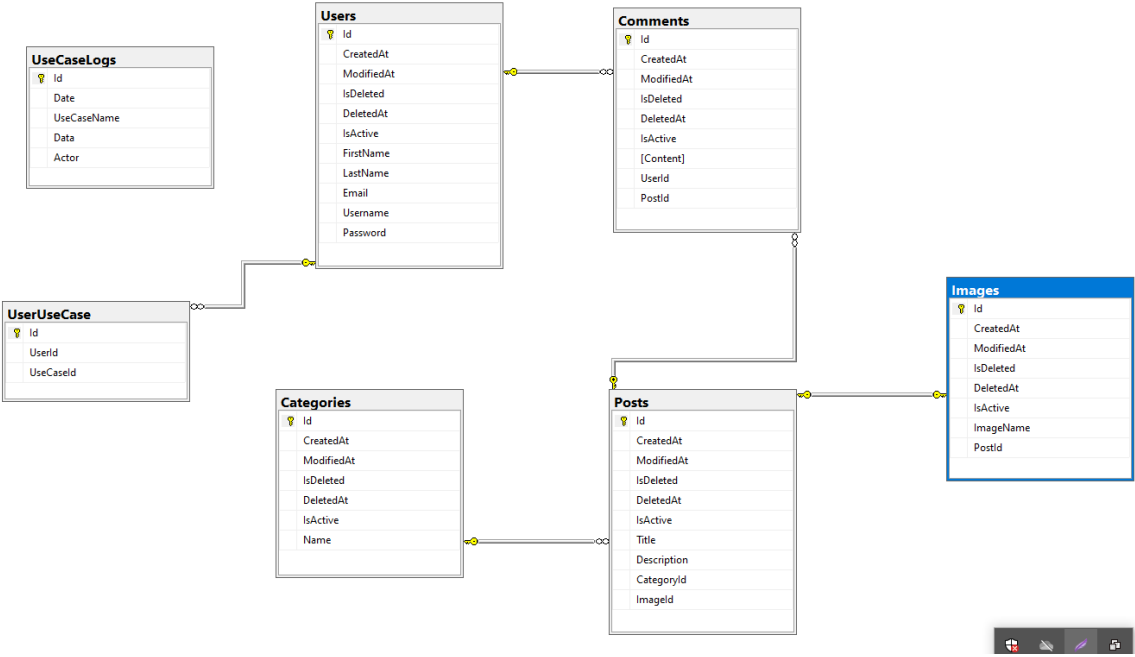 UseCaseLogs
Id
Date
UseCaseName
Data
Actor
Users
Id
CreatedAt
ModifiedAt
IsDeleted
DeletedAt
IsActive
FirstName
LastName
Email
Username
Password
Comments
Id
CreatedAt
ModifiedAt
IsDeleted
DeletedAt
IsActive
[Content]
UserId
PostId
UserUseCase
Id
UserId
UseCaseId
Categories
Id
CreatedAt
ModifiedAt
IsDeleted
DeletedAt
IsActive
Name
Posts
Id
CreatedAt
ModifiedAt
IsDeleted
DeletedAt
IsActive
Title
Description
CategoryId
ImageId
Images
Id
CreatedAt
ModifiedAt
IsDeleted
DeletedAt
IsActive
ImageName
PostId